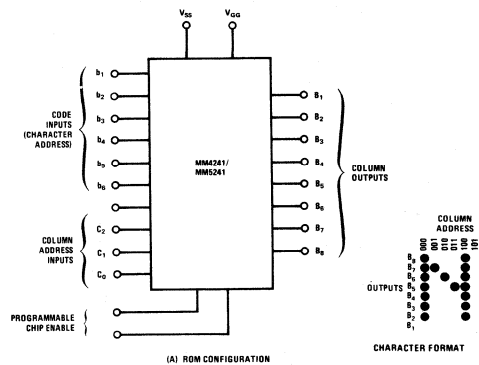 VSS VGG
b1
b2
b3
b4
b5
b6
CODE
INPUTS
(CHARACTER
ADDRESS)
C2
C1
C0
COLUMN
ADDRESS
INPUTS
PROGRAMMABLE
CHIP ENABLE
MM4241/
MM5241
B1
B2
B3
B4
B5
B6
B7
B8
COLUMN
OUTPUTS
COLUMN
ADDRESS
000 001 010 011 100 101
B8
B7
B6
OUTPUTS B5
B4
B3
B2
B1
CHARACTER FORMAT
(A) ROM CONFIGURATION